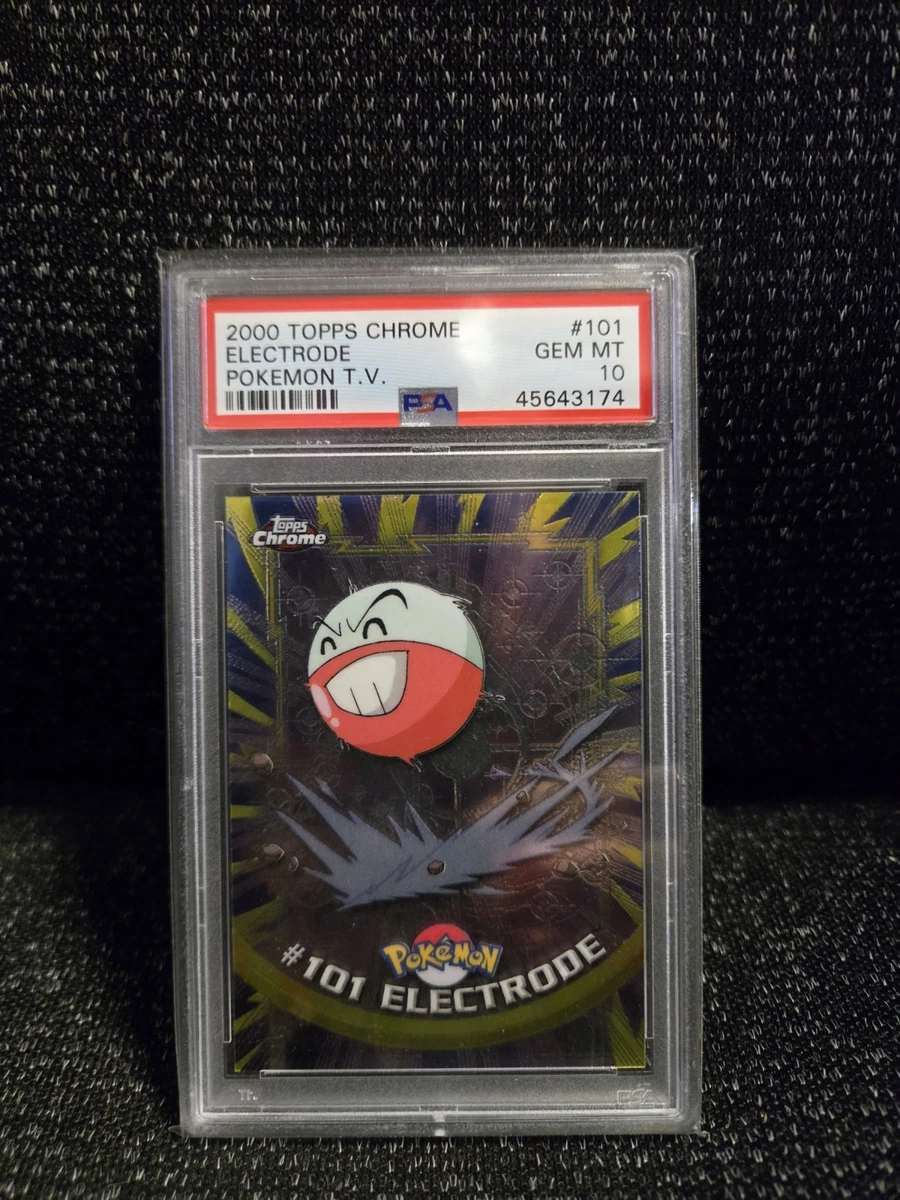 2000 TOPPS CHROME #101
ELECTRODE GEM MT
POKEMON T.V. 10
PSA 45643174
Topps
Chrome
POKéMON
#101 ELECTRODE